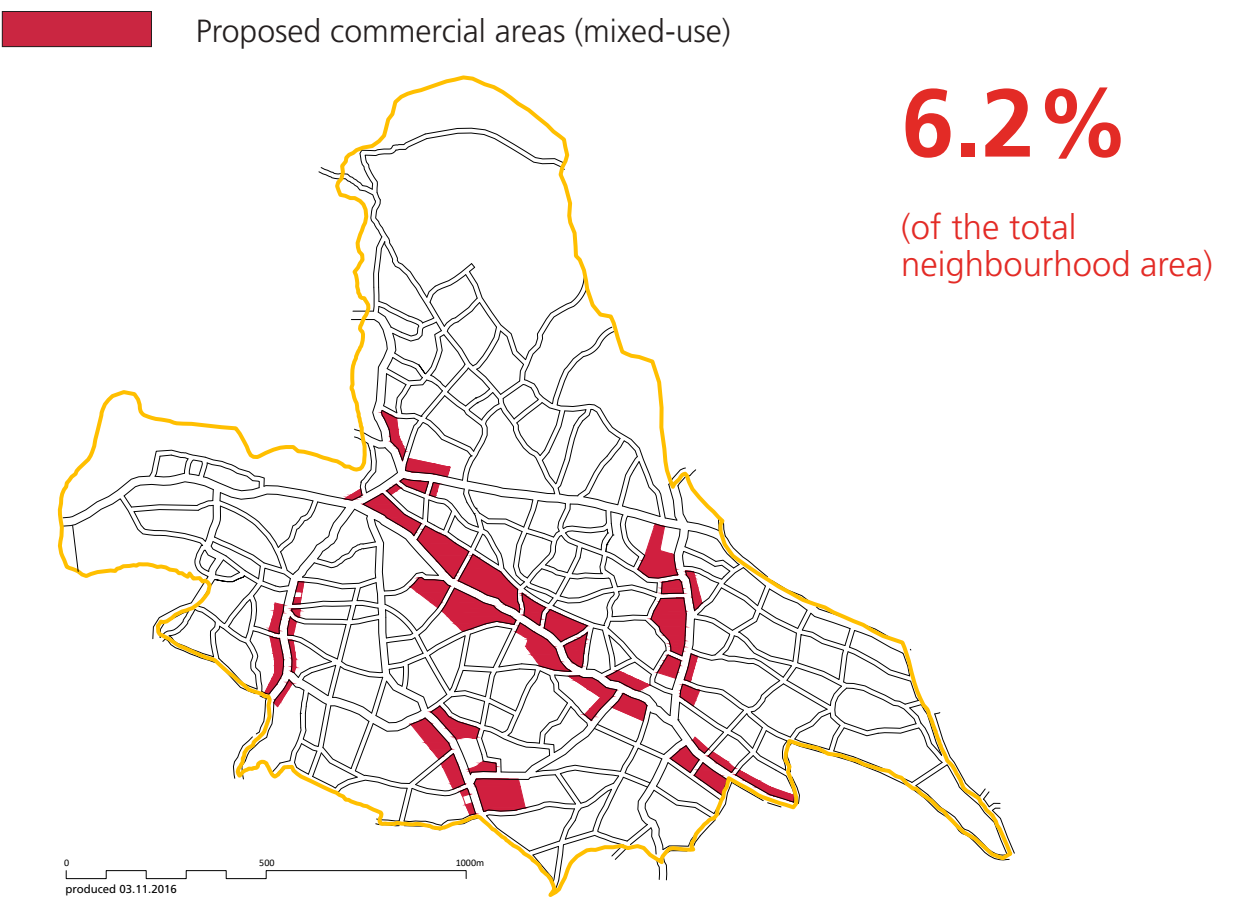 Proposed commercial areas (mixed-use)
6.2%
(of the total
neighbourhood area)
0 500 1000m
produced 03.11.2016